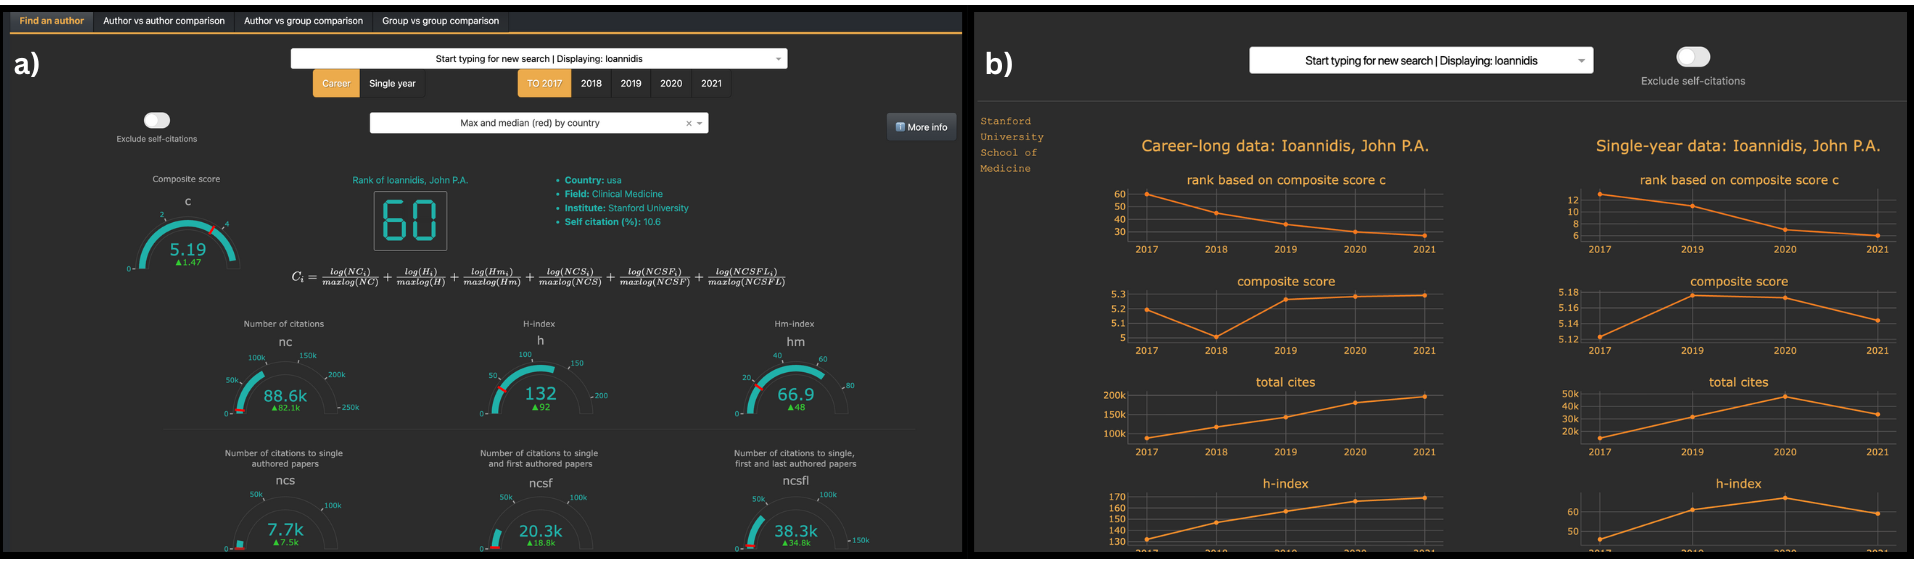 Find an author
Author vs author comparison
Author vs group comparison
Group vs group comparison
a)
Start typing for new search | Displaying: Ioannidis
Career
Single year
TO 2017
2018
2019
2020
2021
Exclude self-citations
Max and median (red) by country
More info
Composite score
c
0
2
4
5.19
▲1.47
Rank of Ioannidis, John P.A.
60
• Country: usa
• Field: Clinical Medicine
• Institute: Stanford University
• Self citation (%): 10.6
C_i = log(NC_i)/maxlog(NC) + log(H_i)/maxlog(H) + log(Hm_i)/maxlog(Hm) + log(NCS_i)/maxlog(NCS) + log(NCSF_i)/maxlog(NCSF) + log(NCSFL_i)/maxlog(NCSFL)
Number of citations
nc
0
50k
100k
150k
200k
250k
88.6k
▲82.1k
H-index
h
0
50
100
150
200
132
▲92
Hm-index
hm
0
20
40
60
80
66.9
▲48
Number of citations to single
authored papers
ncs
0
50k
100k
7.7k
▲7.5k
Number of citations to single
and first authored papers
ncsf
0
50k
100k
20.3k
▲18.8k
Number of citations to single,
first and last authored papers
ncsfl
0
50k
100k
150k
38.3k
▲34.8k
b)
Start typing for new search | Displaying: Ioannidis
Exclude self-citations
Stanford
University
School of
Medicine
Career-long data: Ioannidis, John P.A.
rank based on composite score c
60
50
40
30
2017 2018 2019 2020 2021
composite score
5.3
5.2
5.1
5
2017 2018 2019 2020 2021
total cites
200k
150k
100k
2017 2018 2019 2020 2021
h-index
170
160
150
140
130
2017 2018 2019 2020 2021
Single-year data: Ioannidis, John P.A.
rank based on composite score c
12
10
8
6
2017 2019 2020 2021
composite score
5.18
5.16
5.14
5.12
2017 2019 2020 2021
total cites
50k
40k
30k
20k
2017 2019 2020 2021
h-index
60
50
2017 2019 2020 2021